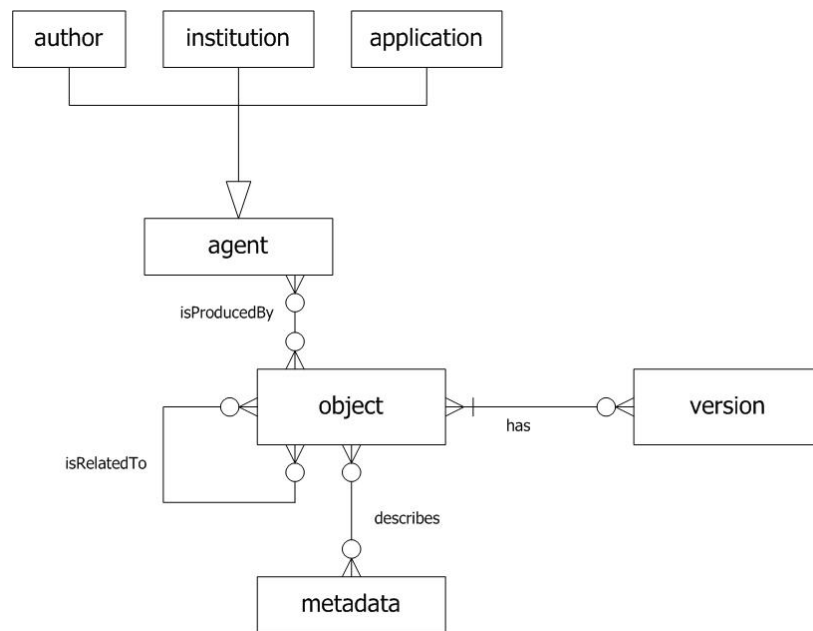 author
institution
application
agent
isProducedBy
object
version
has
isRelatedTo
describes
metadata